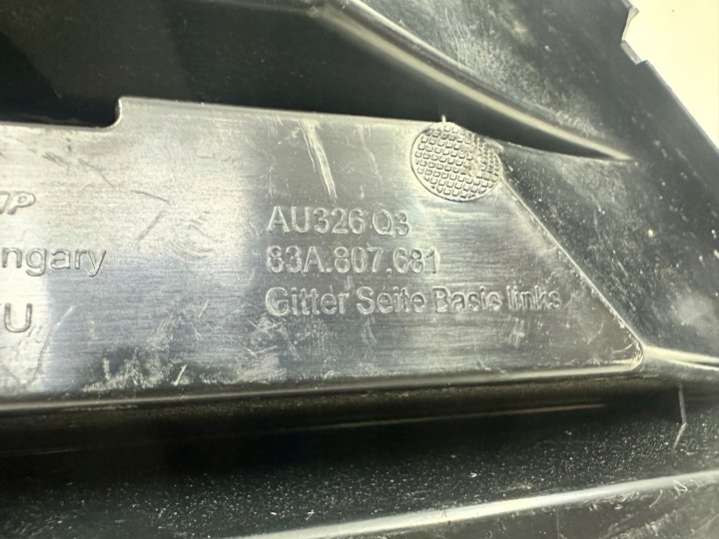 AU326 Q3
83A.807.681
ngary
Gitter Seite Basis links
U